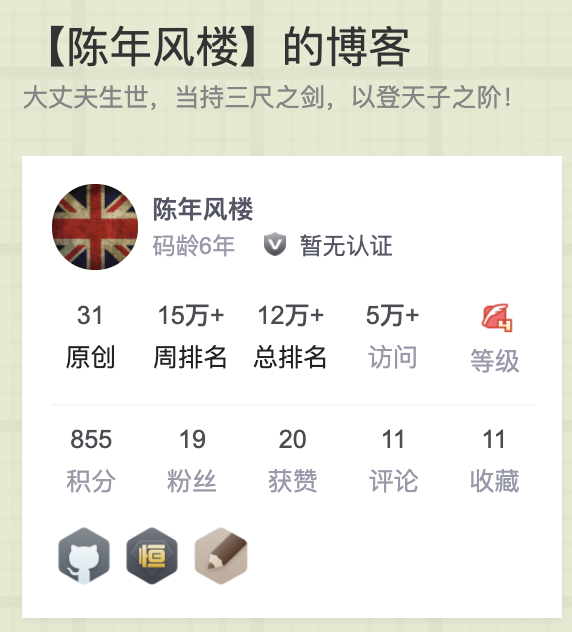 【陈年风楼】的博客
大丈夫生世，当持三尺之剑，以登天子之阶！
陈年风楼
码龄6年 V 暂无认证
31 15万+ 12万+ 5万+ 4
原创 周排名 总排名 访问 等级
855 19 20 11 11
积分 粉丝 获赞 评论 收藏
恒